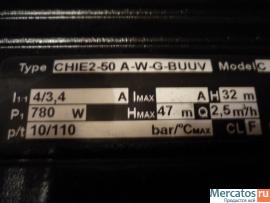 Type CHIE2-50 A-W-G-BUUV Model C
I₁/₁ 4/3,4 A IMAX A H 32 m
P₁ 780 W HMAX 47 m Q 2,5 m³/h
p/t 10/110 bar/°CMAX CL F
Mercatos.ru